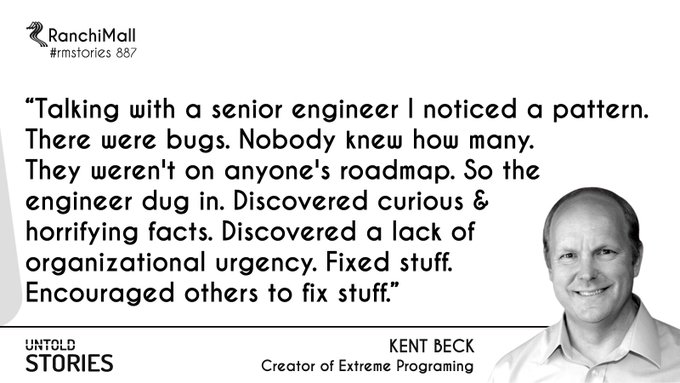 RanchiMall
#rmstories 887
“Talking with a senior engineer I noticed a pattern.
There were bugs. Nobody knew how many.
They weren't on anyone's roadmap. So the
engineer dug in. Discovered curious &
horrifying facts. Discovered a lack of
organizational urgency. Fixed stuff.
Encouraged others to fix stuff.”
UNTOLD
STORIES
KENT BECK
Creator of Extreme Programing